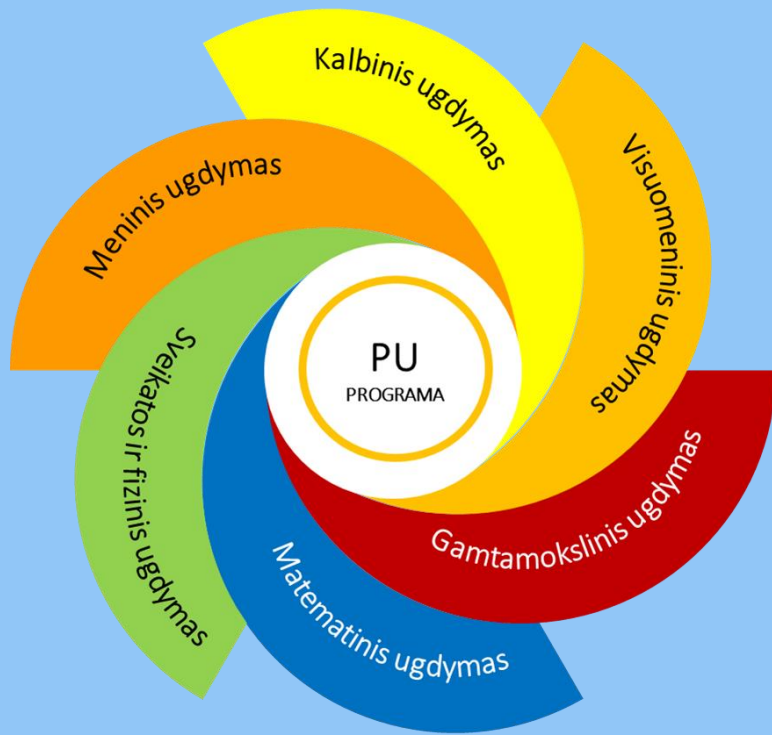 Kalbinis ugdymas
Visuomeninis ugdymas
Gamtamokslinis ugdymas
Matematinis ugdymas
Sveikatos ir fizinis ugdymas
Meninis ugdymas
PU
PROGRAMA